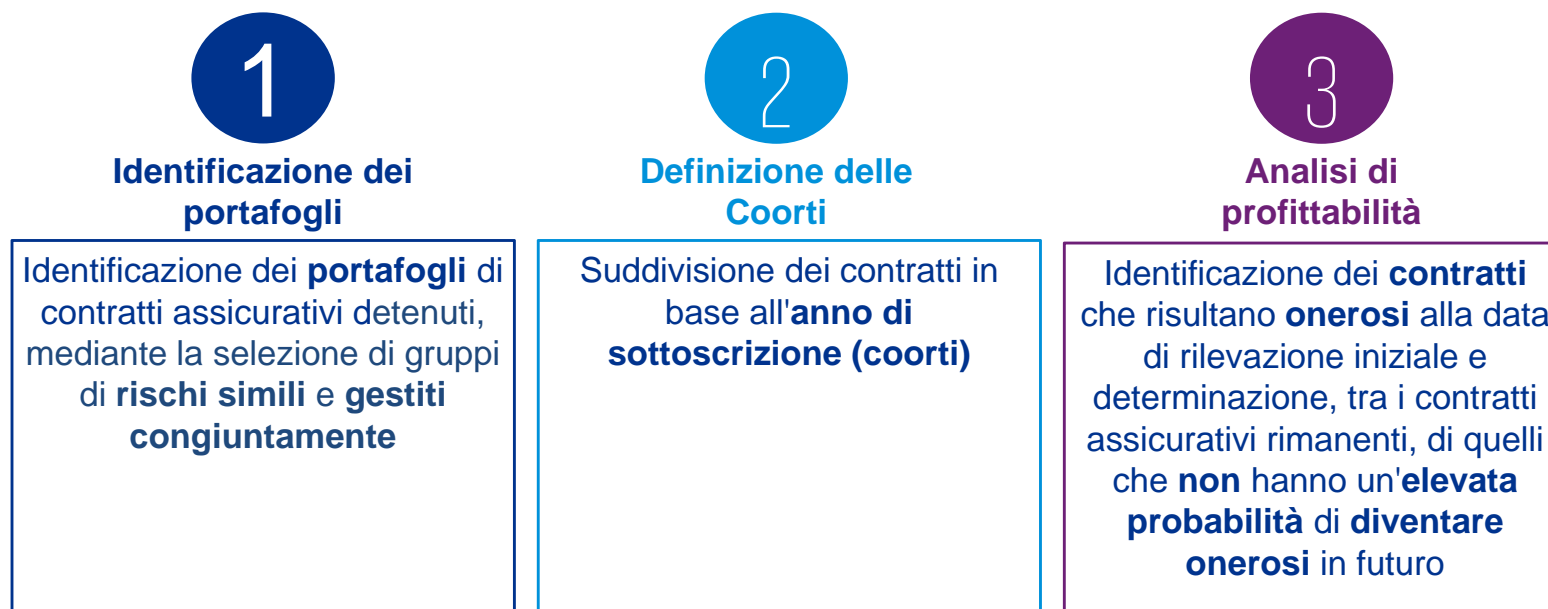 1
Identificazione dei
portafogli
Identificazione dei portafogli di
contratti assicurativi detenuti,
mediante la selezione di gruppi
di rischi simili e gestiti
congiuntamente
2
Definizione delle
Coorti
Suddivisione dei contratti in
base all'anno di
sottoscrizione (coorti)
3
Analisi di
profittabilità
Identificazione dei contratti
che risultano onerosi alla data
di rilevazione iniziale e
determinazione, tra i contratti
assicurativi rimanenti, di quelli
che non hanno un'elevata
probabilità di diventare
onerosi in futuro